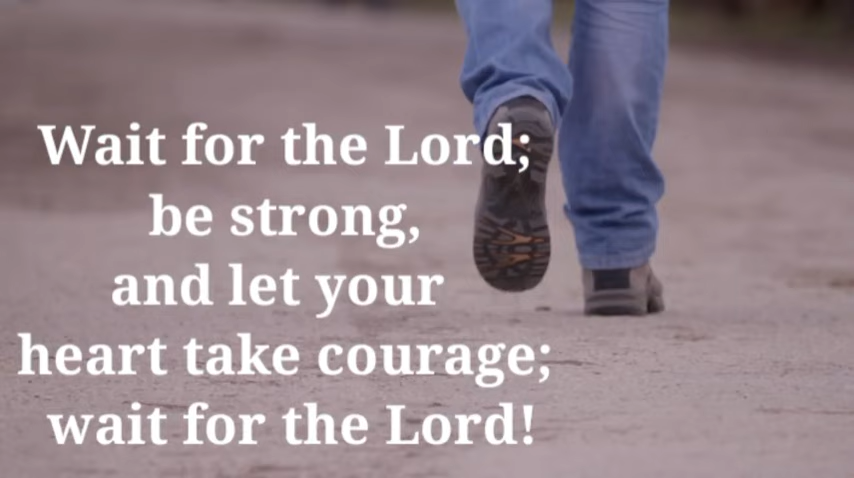 Wait for the Lord;
be strong,
and let your
heart take courage;
wait for the Lord!